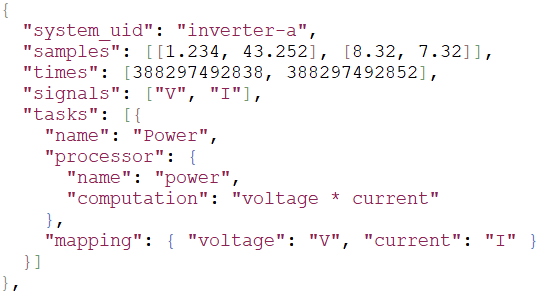 {
  "system_uid": "inverter-a",
  "samples": [[1.234, 43.252], [8.32, 7.32]],
  "times": [388297492838, 388297492852],
  "signals": ["V", "I"],
  "tasks": [{
    "name": "Power",
    "processor": {
      "name": "power",
      "computation": "voltage * current"
    },
    "mapping": { "voltage": "V", "current": "I" }
  }]
},